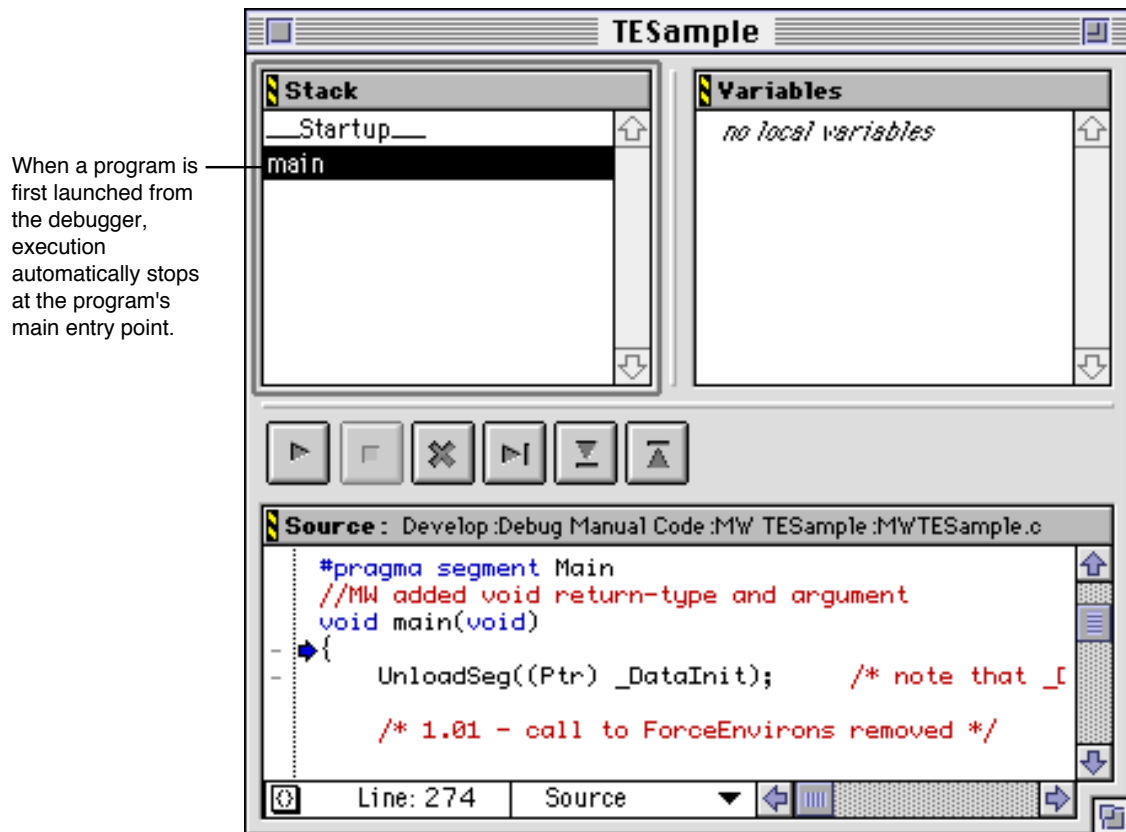 TESample
Stack
__Startup__
main
Variables
no local variables
When a program is
first launched from
the debugger,
execution
automatically stops
at the program's
main entry point.
Source: Develop:Debug Manual Code:MW TESample:MWTESample.c
#pragma segment Main
//MW added void return-type and argument
void main(void)
{
UnloadSeg((Ptr) _DataInit); /* note that _
/* 1.01 - call to ForceEnvirons removed */
{} Line: 274 Source